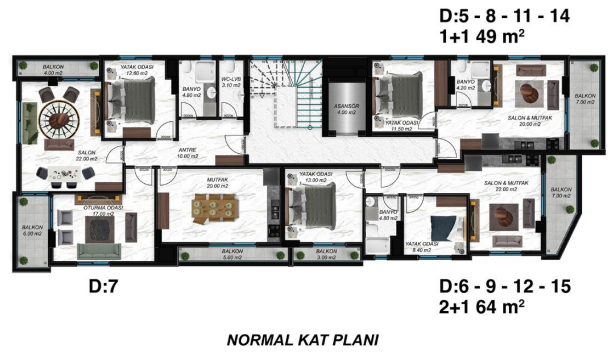 D:5 - 8 - 11 - 14
1+1 49 m²
BALKON
4.00 m2
YATAK ODASI
12.60 m2
BANYO
4.80 m2
WC-LVB
3.10 m2
ASANSÖR
4.00 m2
YATAK ODASI
11.50 m2
BANYO
4.20 m2
SALON & MUTFAK
20.00 m2
BALKON
7.00 m2
SALON
22.00 m2
ANTRE
10.00 m2
BALKON
6.00 m2
OTURMA ODASI
17.00 m2
MUTFAK
20.00 m2
YATAK ODASI
13.00 m2
BANYO
4.80 m2
YATAK ODASI
8.40 m2
SALON & MUTFAK
22.00 m2
BALKON
7.00 m2
BALKON
5.60 m2
BALKON
3.00 m2
D:7
D:6 - 9 - 12 - 15
2+1 64 m²
NORMAL KAT PLANI